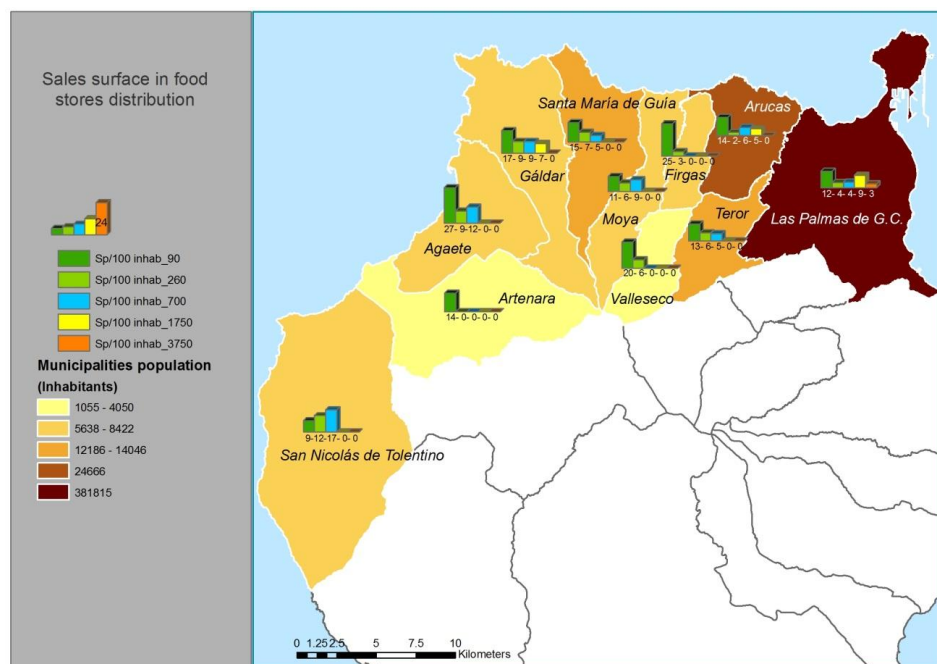 Sales surface in food
stores distribution
24
Sp/100 inhab_90
Sp/100 inhab_260
Sp/100 inhab_700
Sp/100 inhab_1750
Sp/100 inhab_3750
Municipalities population
(Inhabitants)
1055 - 4050
5638 - 8422
12186 - 14046
24666
381815
Santa María de Guía
Arucas
14- 2- 6- 5- 0
15- 7- 5- 0- 0
17- 9- 9- 7- 0
25- 3- 0- 0- 0
Gáldar
Firgas
11- 6- 9- 0- 0
12- 4- 4- 9- 3
Moya
Teror
Las Palmas de G.C.
27- 9-12- 0- 0
13- 6- 5- 0- 0
Agaete
20- 6- 0- 0- 0
Artenara
Valleseco
14- 0- 0- 0- 0
9-12-17- 0- 0
San Nicolás de Tolentino
0 1.25 2.5 5 7.5 10
Kilometers